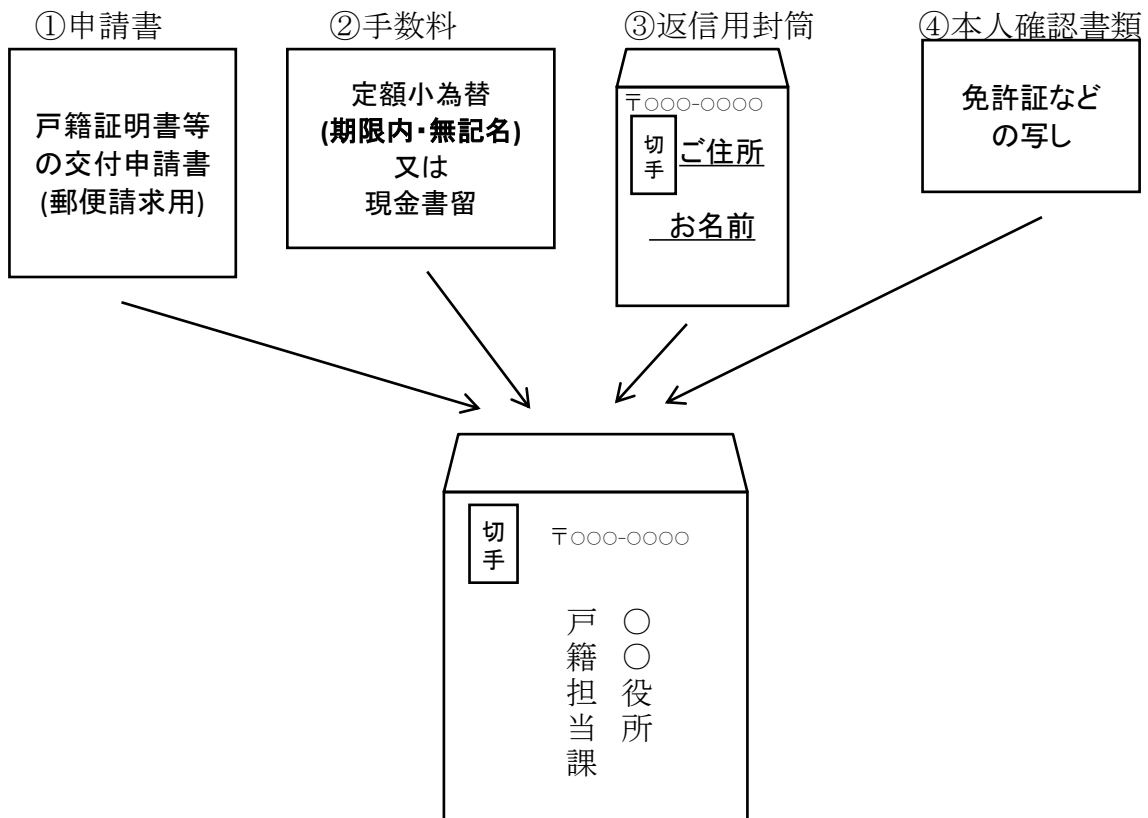 ①申請書
戸籍証明書等
の交付申請書
(郵便請求用)
②手数料
定額小為替
(期限内・無記名)
又は
現金書留
③返信用封筒
〒○○○-○○○○
切手
ご住所
お名前
④本人確認書類
免許証など
の写し
切手
〒○○○-○○○○
○○役所
戸籍担当課